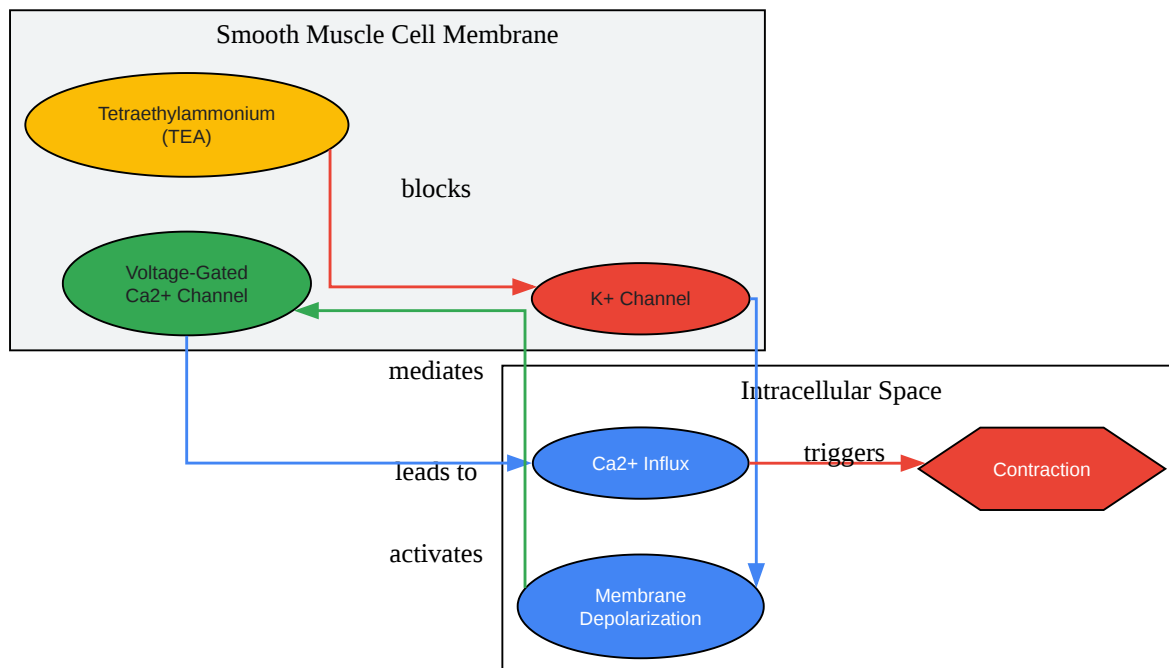 Smooth Muscle Cell Membrane
Tetraethylammonium
(TEA)
blocks
Voltage-Gated
Ca2+ Channel
K+ Channel
mediates
Intracellular Space
Ca2+ Influx
triggers
Contraction
leads to
activates
Membrane
Depolarization